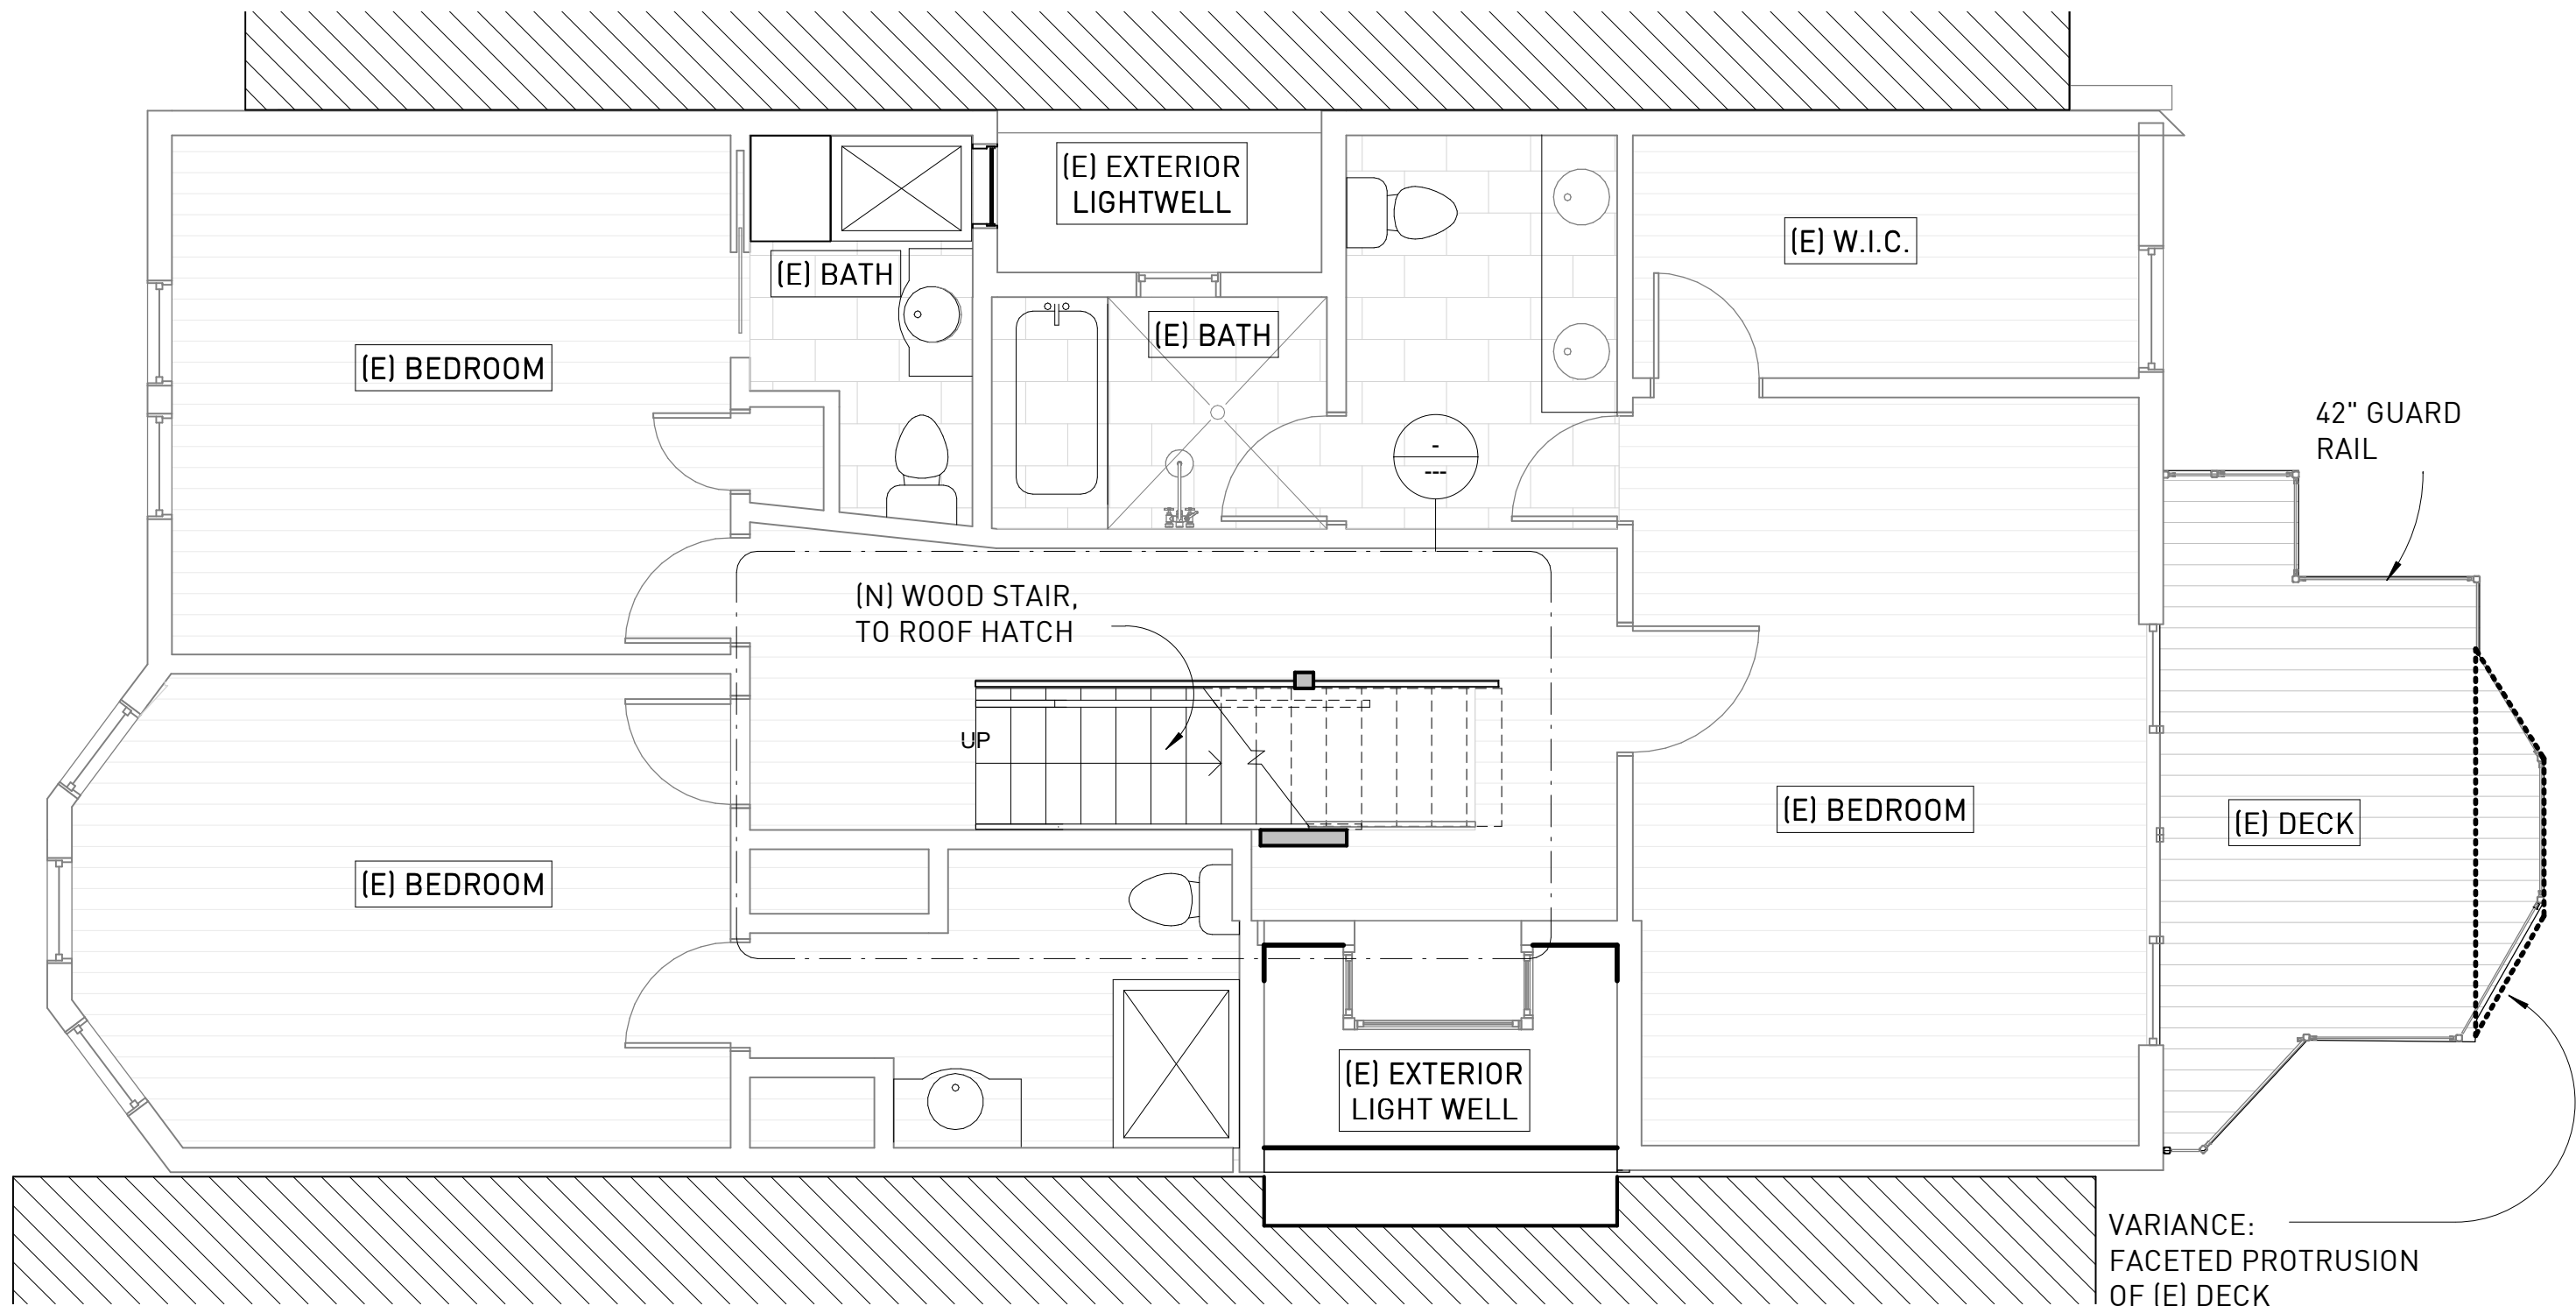 (E) EXTERIOR
LIGHTWELL
(E) BATH
(E) W.I.C.
(E) BATH
(E) BEDROOM
42" GUARD
RAIL
-
---
(N) WOOD STAIR,
TO ROOF HATCH
UP
(E) BEDROOM
(E) DECK
(E) BEDROOM
(E) EXTERIOR
LIGHT WELL
VARIANCE:
FACETED PROTRUSION
OF (E) DECK